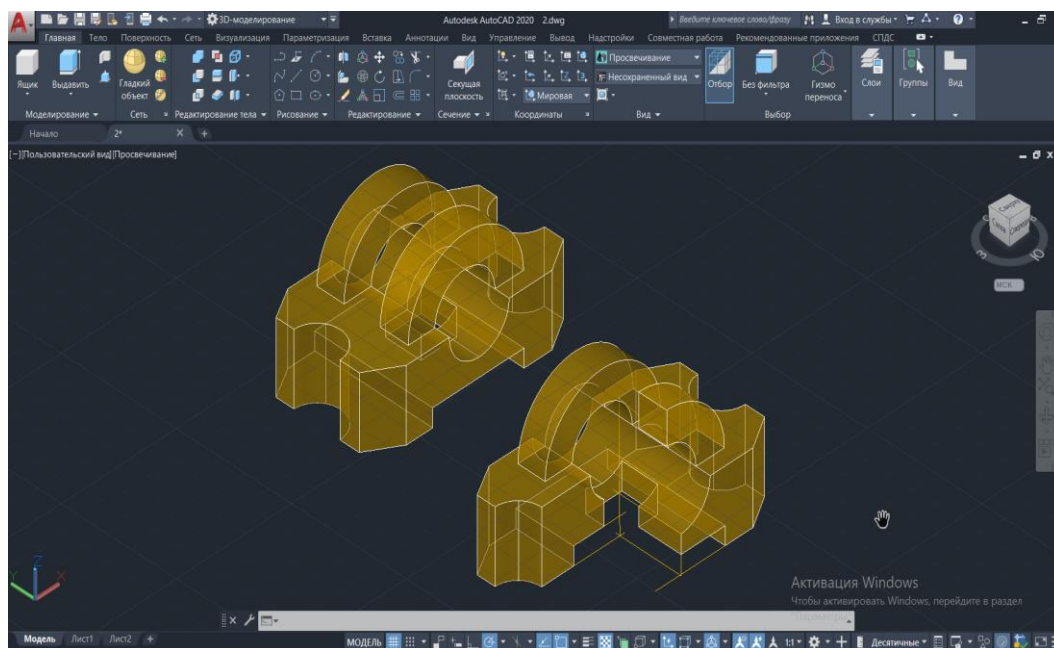 A. 3D-моделирование Autodesk AutoCAD 2020 2.dwg Введите ключевое слово/фразу Вход в службы ?
Главная Тело Поверхность Сеть Визуализация Параметризация Вставка Аннотации Вид Управление Вывод Надстройки Совместная работа Рекомендованные приложения СПДС
Просвечивание
Несохраненный вид
Мировая
Ящик Выдавить Гладкий объект Секущая плоскость Отбор Без фильтра Гизмо переноса Слои Группы Вид
Моделирование Сеть Редактирование тела Рисование Редактирование Сечение Координаты Вид Выбор
Начало 2* X +
[−][Пользовательский вид][Просвечивание]
Сверху
Слева
З Ю
МСК
Активация Windows
Чтобы активировать Windows, перейдите в раздел
Z
Y X
Модель Лист1 Лист2 + МОДЕЛЬ 1:1 Десятичные